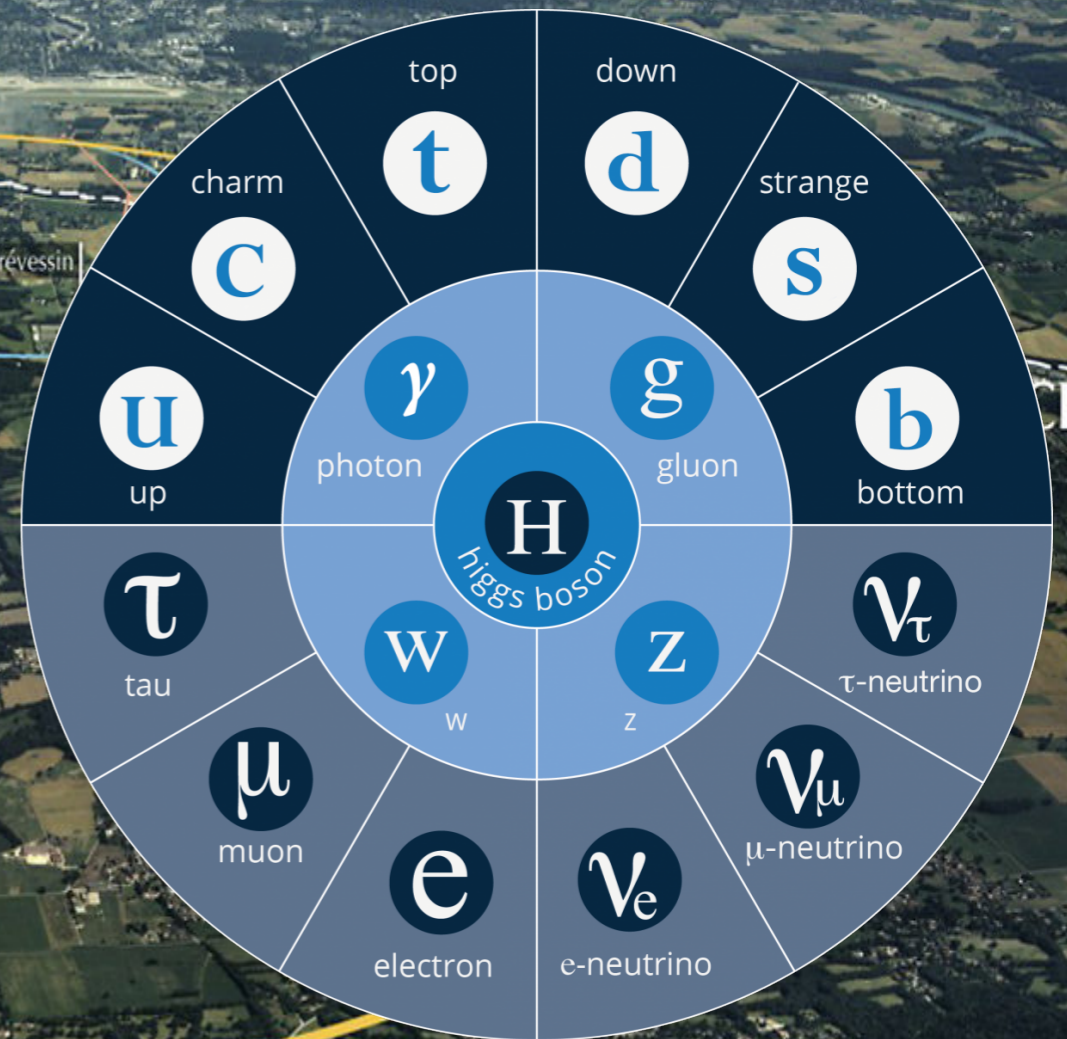 top
t
down
d
charm
c
strange
s
révessin
u
up
b
bottom
γ
photon
g
gluon
H
higgs boson
τ
tau
W
w
Z
z
ντ
τ-neutrino
μ
muon
νμ
μ-neutrino
e
electron
νe
e-neutrino